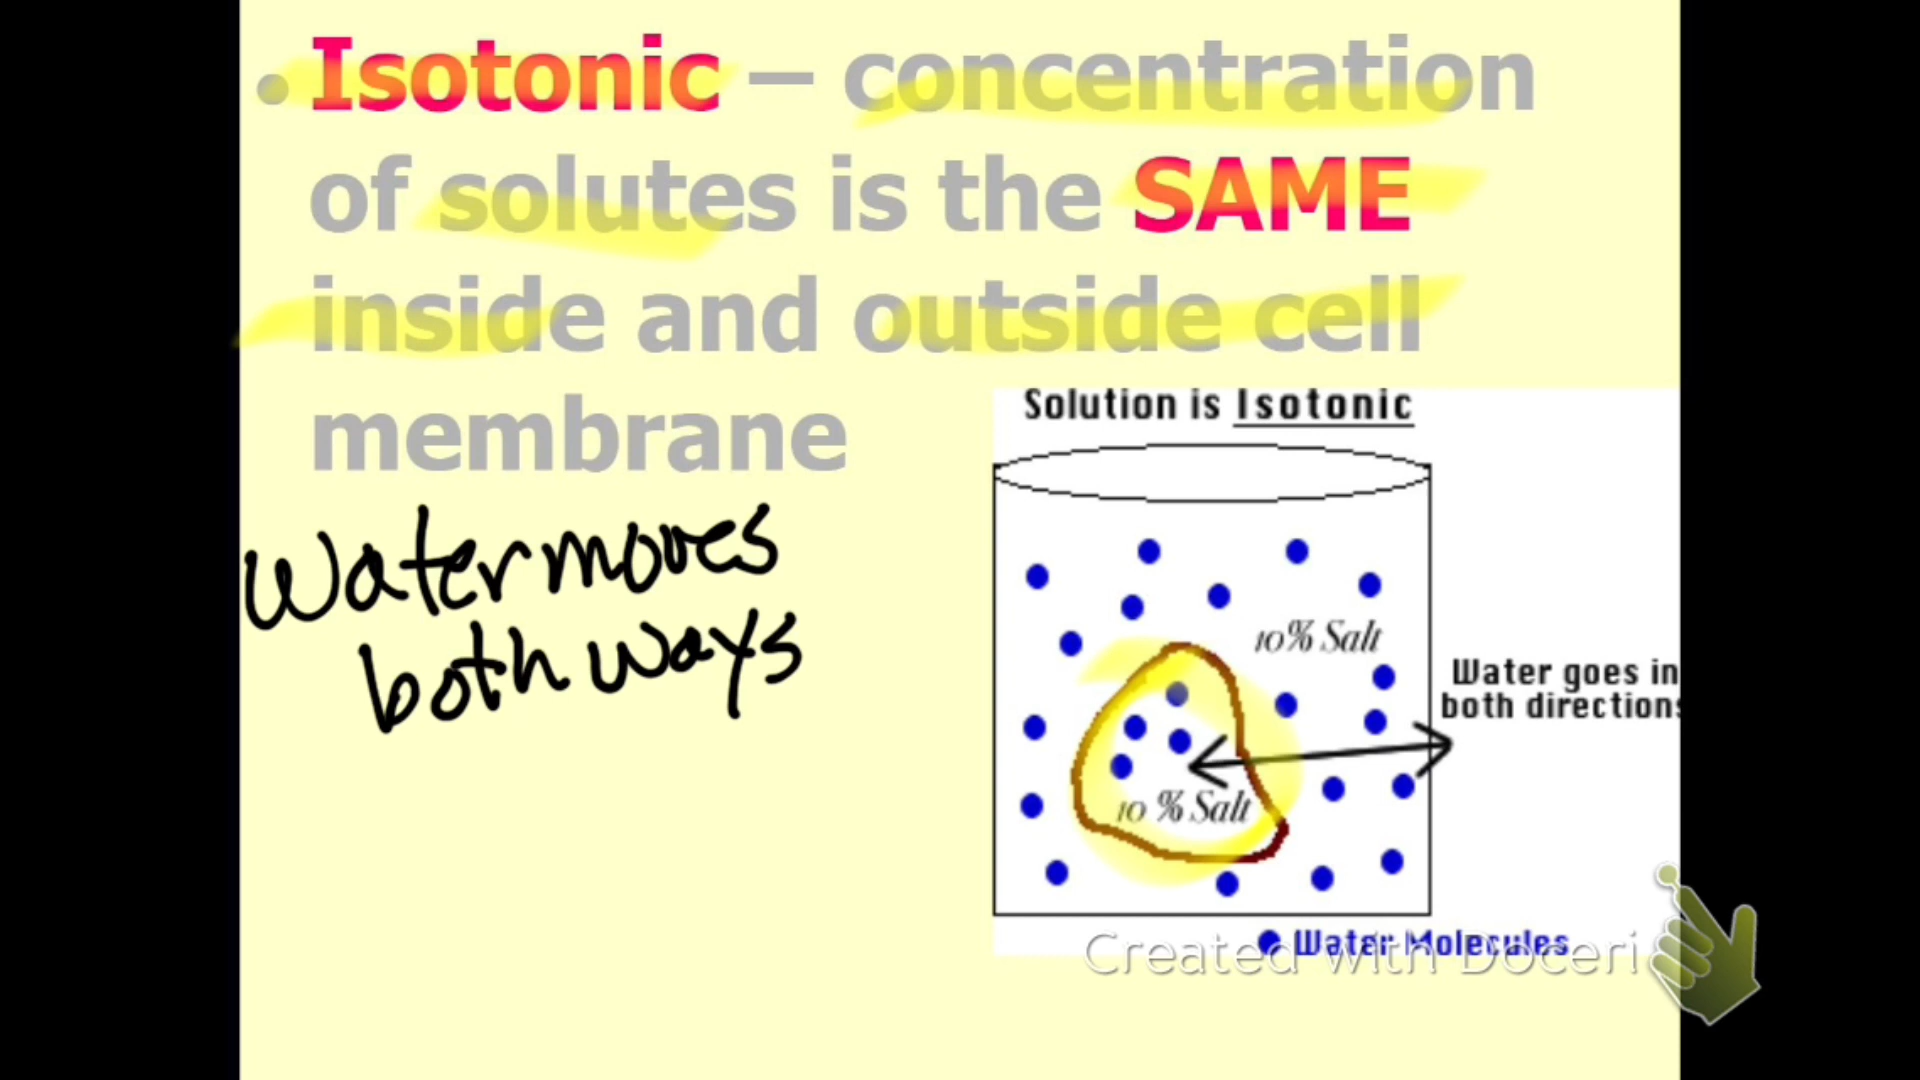 • Isotonic – concentration
of solutes is the SAME
inside and outside cell
membrane
Water moves
both ways
Solution is Isotonic
10% Salt
Water goes in
both directions
10 % Salt
Water Molecules
Created with Doceri